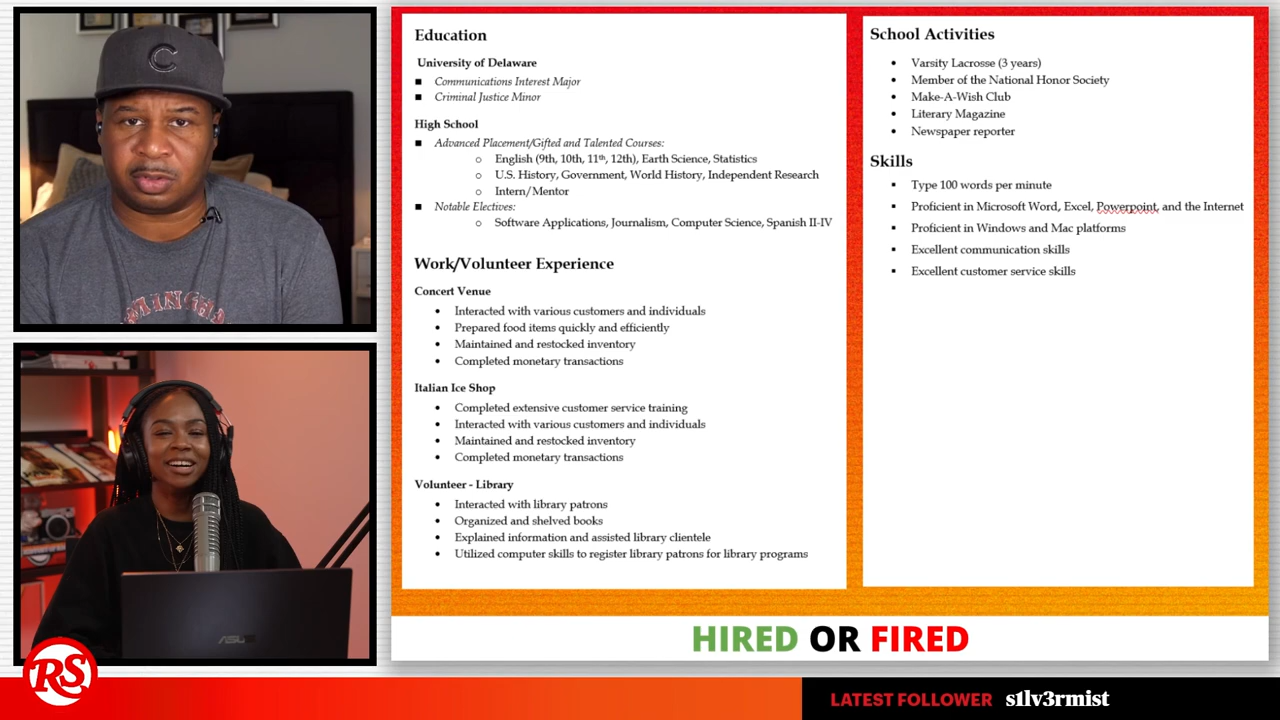 C
Education
University of Delaware
Communications Interest Major
Criminal Justice Minor
High School
Advanced Placement/Gifted and Talented Courses:
English (9th, 10th, 11th, 12th), Earth Science, Statistics
U.S. History, Government, World History, Independent Research
Intern/Mentor
Notable Electives:
Software Applications, Journalism, Computer Science, Spanish II-IV
Work/Volunteer Experience
Concert Venue
Interacted with various customers and individuals
Prepared food items quickly and efficiently
Maintained and restocked inventory
Completed monetary transactions
Italian Ice Shop
Completed extensive customer service training
Interacted with various customers and individuals
Maintained and restocked inventory
Completed monetary transactions
Volunteer - Library
Interacted with library patrons
Organized and shelved books
Explained information and assisted library clientele
Utilized computer skills to register library patrons for library programs
School Activities
Varsity Lacrosse (3 years)
Member of the National Honor Society
Make-A-Wish Club
Literary Magazine
Newspaper reporter
Skills
Type 100 words per minute
Proficient in Microsoft Word, Excel, Powerpoint, and the Internet
Proficient in Windows and Mac platforms
Excellent communication skills
Excellent customer service skills
HIRED OR FIRED
ASUS
RS
LATEST FOLLOWER s1lv3rmist